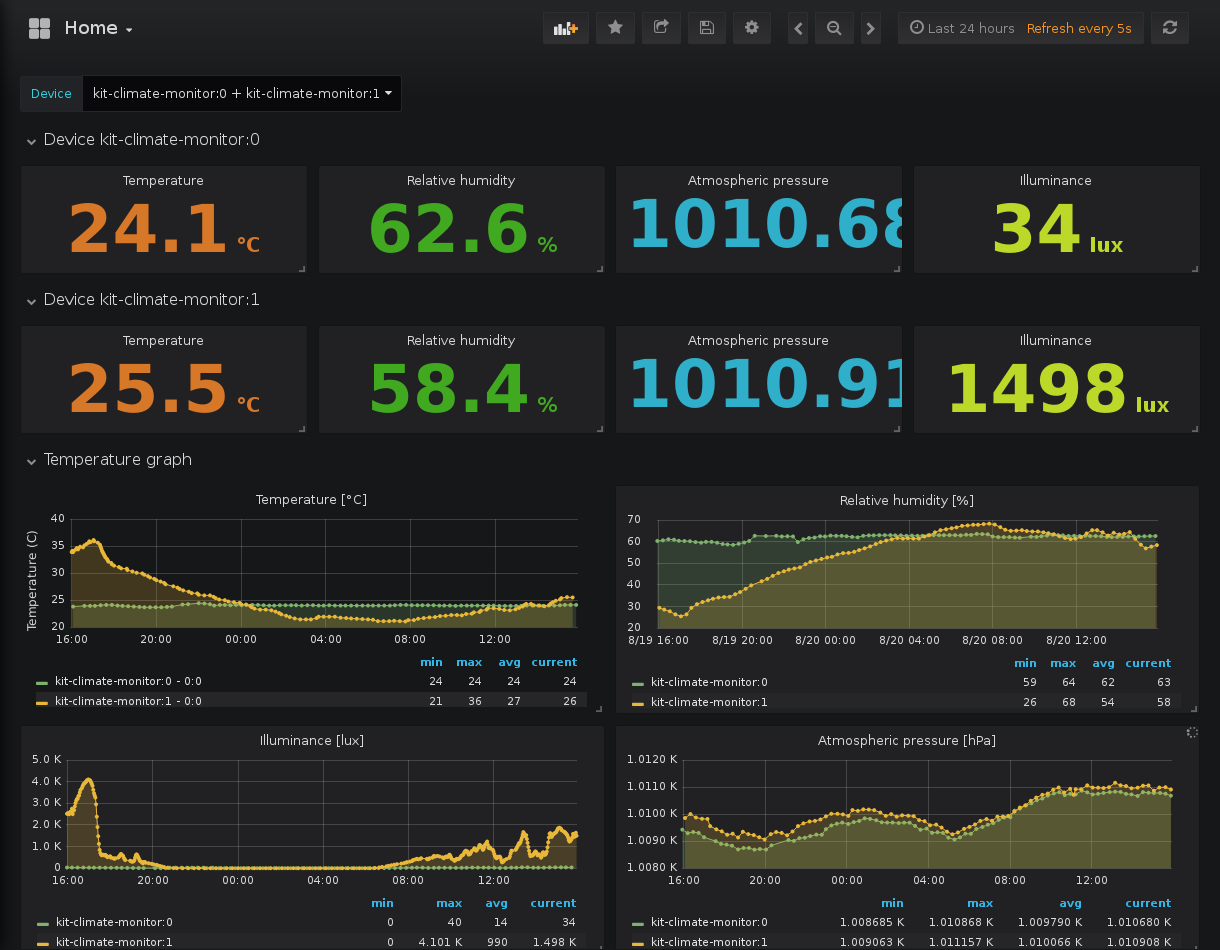 Home
Last 24 hours Refresh every 5s
Device kit-climate-monitor:0 + kit-climate-monitor:1
Device kit-climate-monitor:0
Temperature Relative humidity Atmospheric pressure Illuminance
24.1 °C 62.6 % 1010.68 34 lux
Device kit-climate-monitor:1
Temperature Relative humidity Atmospheric pressure Illuminance
25.5 °C 58.4 % 1010.91 1498 lux
Temperature graph
Temperature [°C]
Temperature (C)
40
35
30
25
20
16:00 20:00 00:00 04:00 08:00 12:00
min max avg current
kit-climate-monitor:0 - 0:0 24 24 24 24
kit-climate-monitor:1 - 0:0 21 36 27 26
Relative humidity [%]
70
60
50
40
30
20
8/19 16:00 8/19 20:00 8/20 00:00 8/20 04:00 8/20 08:00 8/20 12:00
min max avg current
kit-climate-monitor:0 59 64 62 63
kit-climate-monitor:1 26 68 54 58
Illuminance [lux]
5.0 K
4.0 K
3.0 K
2.0 K
1.0 K
0
16:00 20:00 00:00 04:00 08:00 12:00
min max avg current
kit-climate-monitor:0 0 40 14 34
kit-climate-monitor:1 0 4.101 K 990 1.498 K
Atmospheric pressure [hPa]
1.0120 K
1.0110 K
1.0100 K
1.0090 K
1.0080 K
16:00 20:00 00:00 04:00 08:00 12:00
min max avg current
kit-climate-monitor:0 1.008685 K 1.010868 K 1.009790 K 1.010680 K
kit-climate-monitor:1 1.009063 K 1.011157 K 1.010066 K 1.010908 K